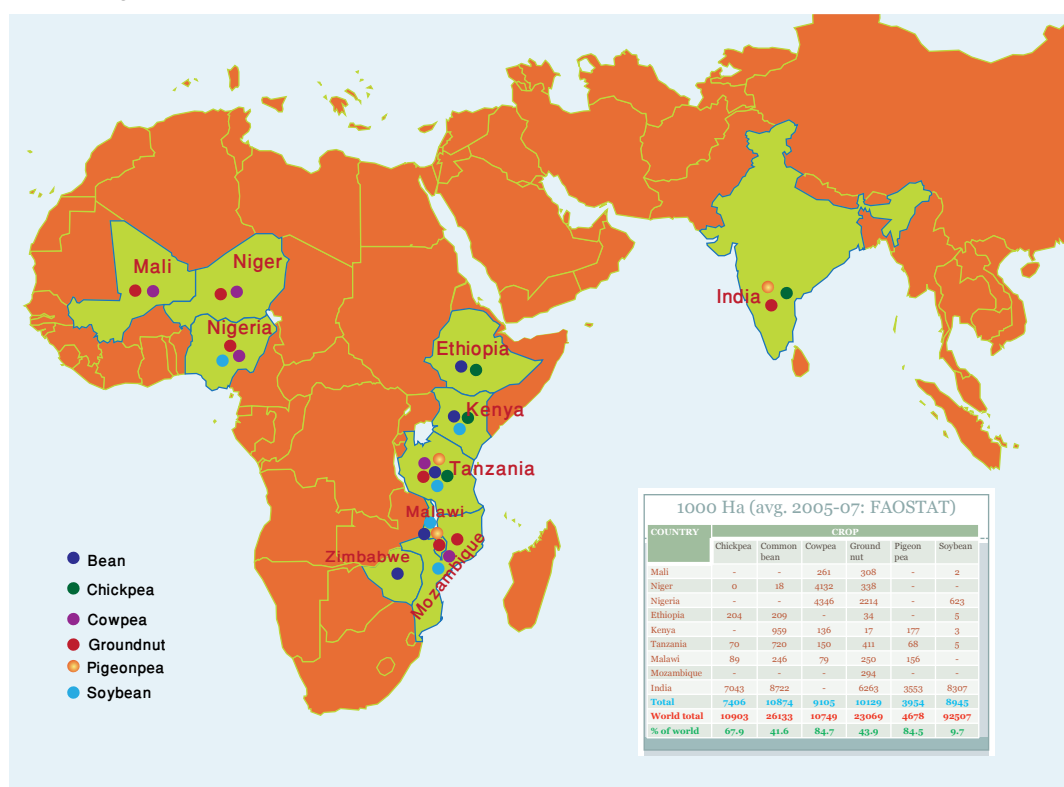 Mali
Niger
Nigeria
Ethiopia
Kenya
Tanzania
Malawi
Zimbabwe
Mozambique
India
Bean
Chickpea
Cowpea
Groundnut
Pigeonpea
Soybean
1000 Ha (avg. 2005-07: FAOSTAT)
COUNTRY CROP
Chickpea Common bean Cowpea Ground nut Pigeon pea Soybean
Mali - - 261 308 - 2
Niger 0 18 4132 338 - -
Nigeria - - 4346 2214 - 623
Ethiopia 204 209 - 34 - 5
Kenya - 959 136 17 177 3
Tanzania 70 720 150 411 68 5
Malawi 89 246 79 250 156 -
Mozambique - - - 294 - -
India 7043 8722 - 6263 3553 8307
Total 7406 10874 9105 10129 3954 8945
World total 10903 26133 10749 23069 4678 92507
% of world 67.9 41.6 84.7 43.9 84.5 9.7